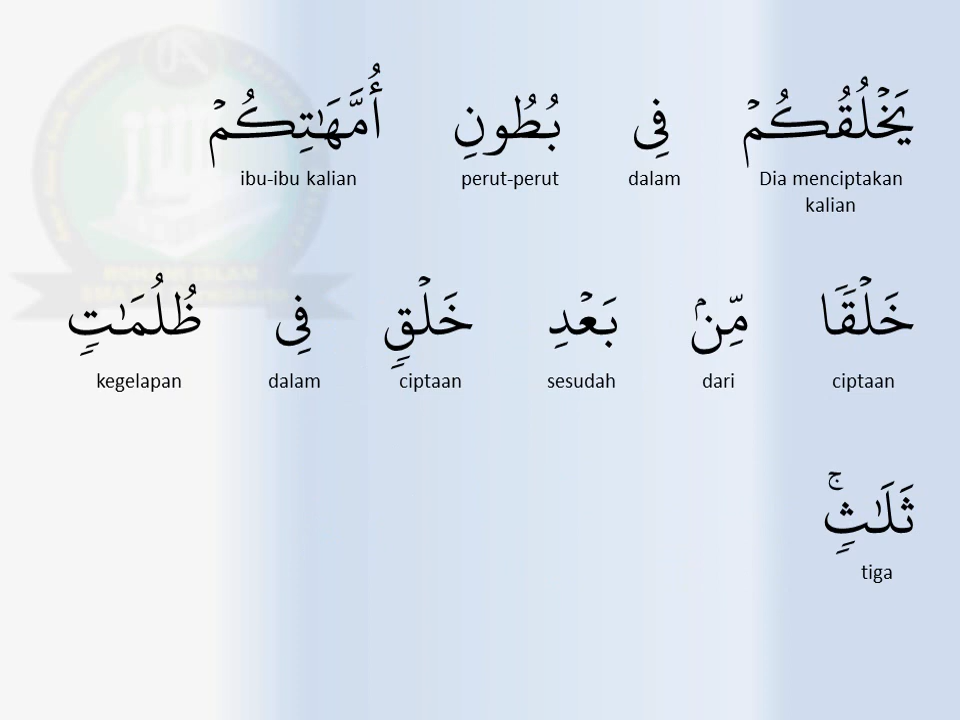 يَخْلُقُكُمْ فِى بُطُونِ أُمَّهَٰتِكُمْ
Dia menciptakan kalian dalam perut-perut ibu-ibu kalian
خَلْقًا مِّنۢ بَعْدِ خَلْقٍ فِى ظُلُمَٰتٍ
ciptaan dari sesudah ciptaan dalam kegelapan
ثَلَٰثٍ ۚ
tiga